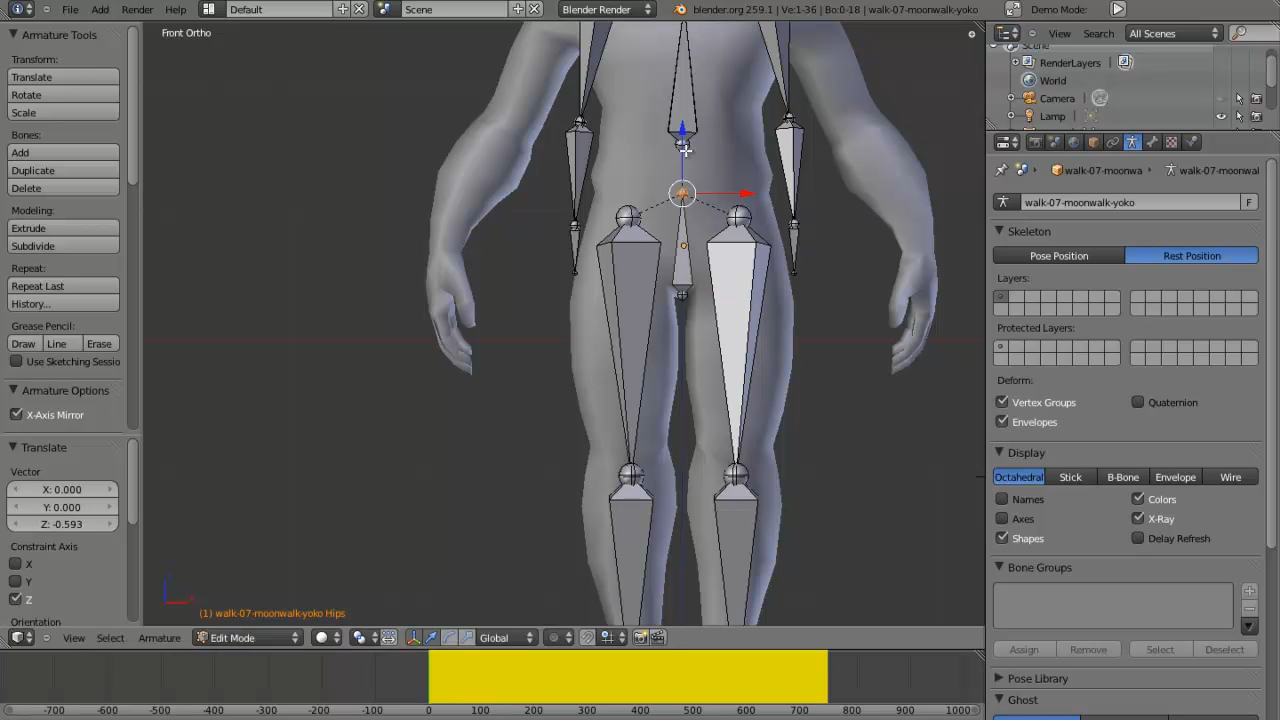 File Add Render Help Default Scene Blender Render blender.org 259.1 | Ve:1-36 | Bo:0-18 | walk-07-moonwalk-yoko Demo Mode:
Armature Tools
Transform:
Translate
Rotate
Scale
Bones:
Add
Duplicate
Delete
Modeling:
Extrude
Subdivide
Repeat:
Repeat Last
History...
Grease Pencil:
Draw Line Erase
Use Sketching Sessio
Armature Options
X-Axis Mirror
Translate
Vector
X: 0.000
Y: 0.000
Z: -0.593
Constraint Axis
X
Y
Z
Orientation
Front Ortho
(1) walk-07-moonwalk-yoko Hips
View Select Armature Edit Mode Global
-700 -600 -500 -400 -300 -200 -100 0 100 200 300 400 500 600 700 800 900 1000
View Search All Scenes
Scene
RenderLayers
World
Camera
Lamp
walk-07-moonwa walk-07-moonwal
walk-07-moonwalk-yoko F
Skeleton
Pose Position Rest Position
Layers:
Protected Layers:
Deform:
Vertex Groups Quaternion
Envelopes
Display
Octahedral Stick B-Bone Envelope Wire
Names Colors
Axes X-Ray
Shapes Delay Refresh
Bone Groups
Assign Remove Select Deselect
Pose Library
Ghost